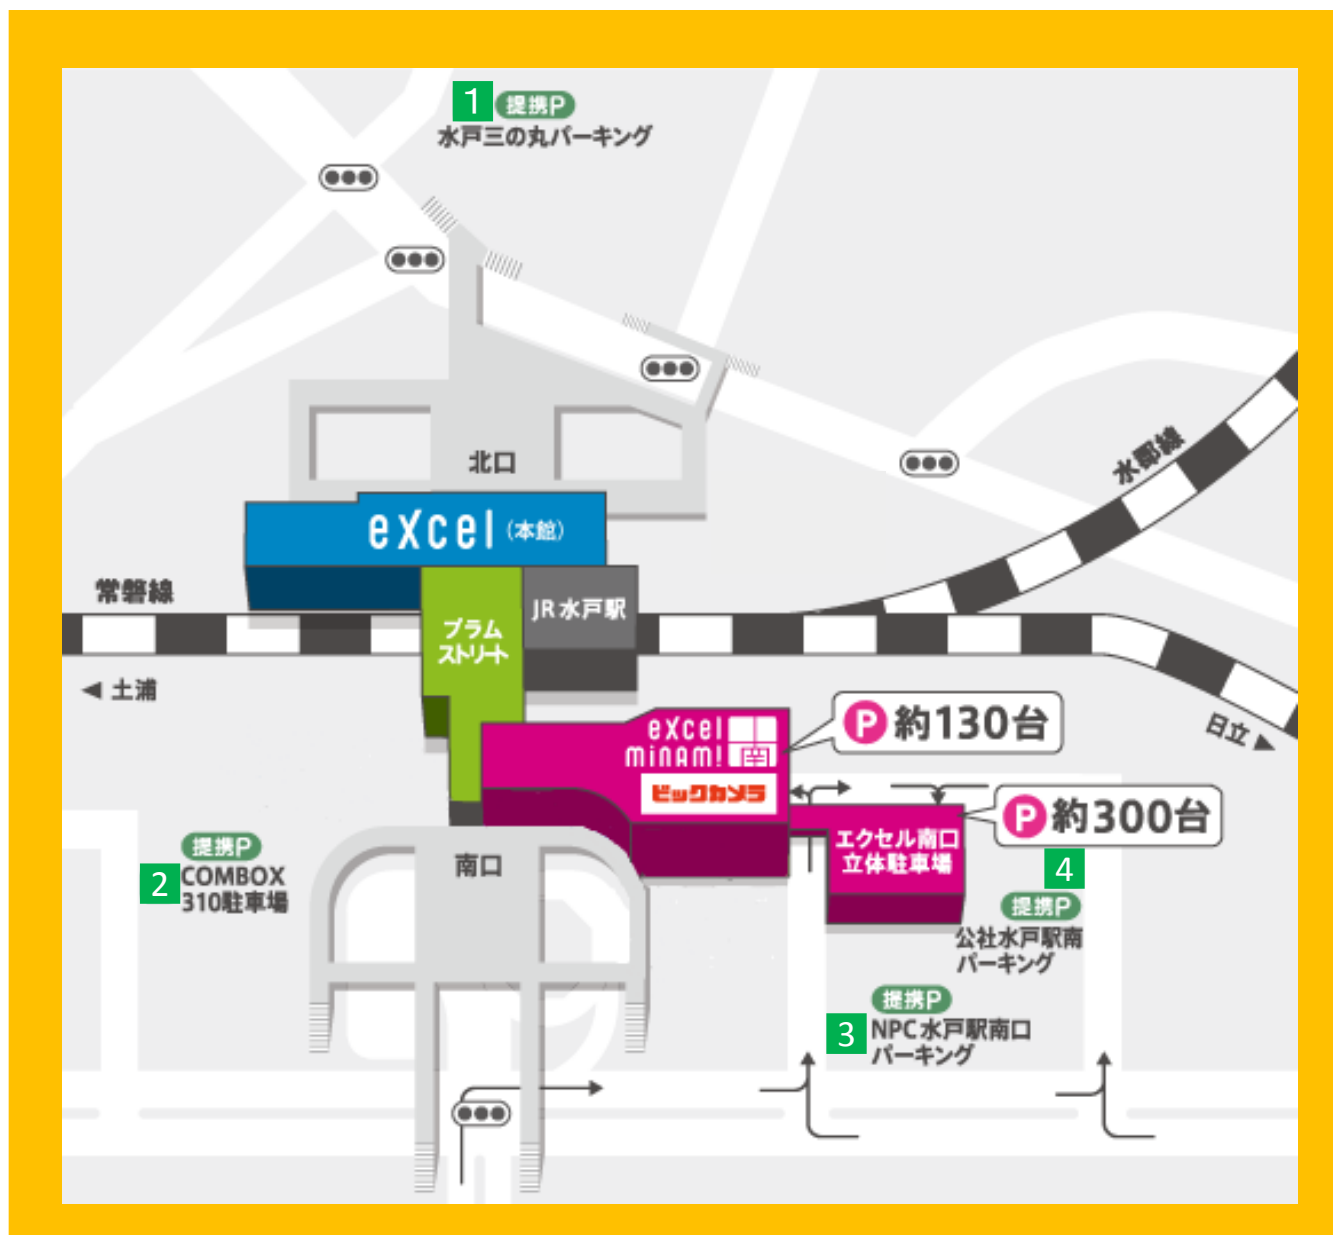 1 提携P
水戸三の丸パーキング
北口
水郡線
excel(本館)
常磐線
JR水戸駅
プラム
ストリート
◀ 土浦
excel
minami
南
P 約130台
日立 ▶
ビックカメラ
P 約300台
エクセル南口
立体駐車場
提携P
2 COMBOX
310駐車場
南口
4
提携P
公社水戸駅南
パーキング
提携P
3 NPC水戸駅南口
パーキング